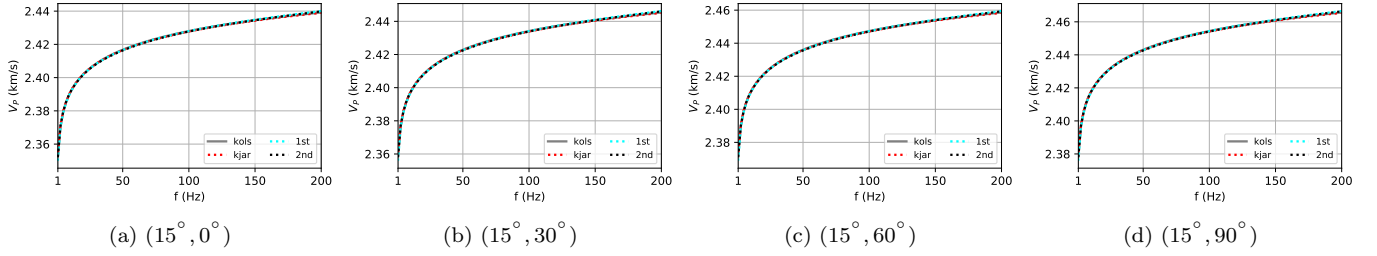 2.44
2.42
2.40
2.38
2.36
V_P (km/s)
1 50 100 150 200
f (Hz)
kols 1st
kjar 2nd
(a) (15°, 0°)
2.44
2.42
2.40
2.38
2.36
V_P (km/s)
1 50 100 150 200
f (Hz)
kols 1st
kjar 2nd
(b) (15°, 30°)
2.46
2.44
2.42
2.40
2.38
V_P (km/s)
1 50 100 150 200
f (Hz)
kols 1st
kjar 2nd
(c) (15°, 60°)
2.46
2.44
2.42
2.40
2.38
V_P (km/s)
1 50 100 150 200
f (Hz)
kols 1st
kjar 2nd
(d) (15°, 90°)